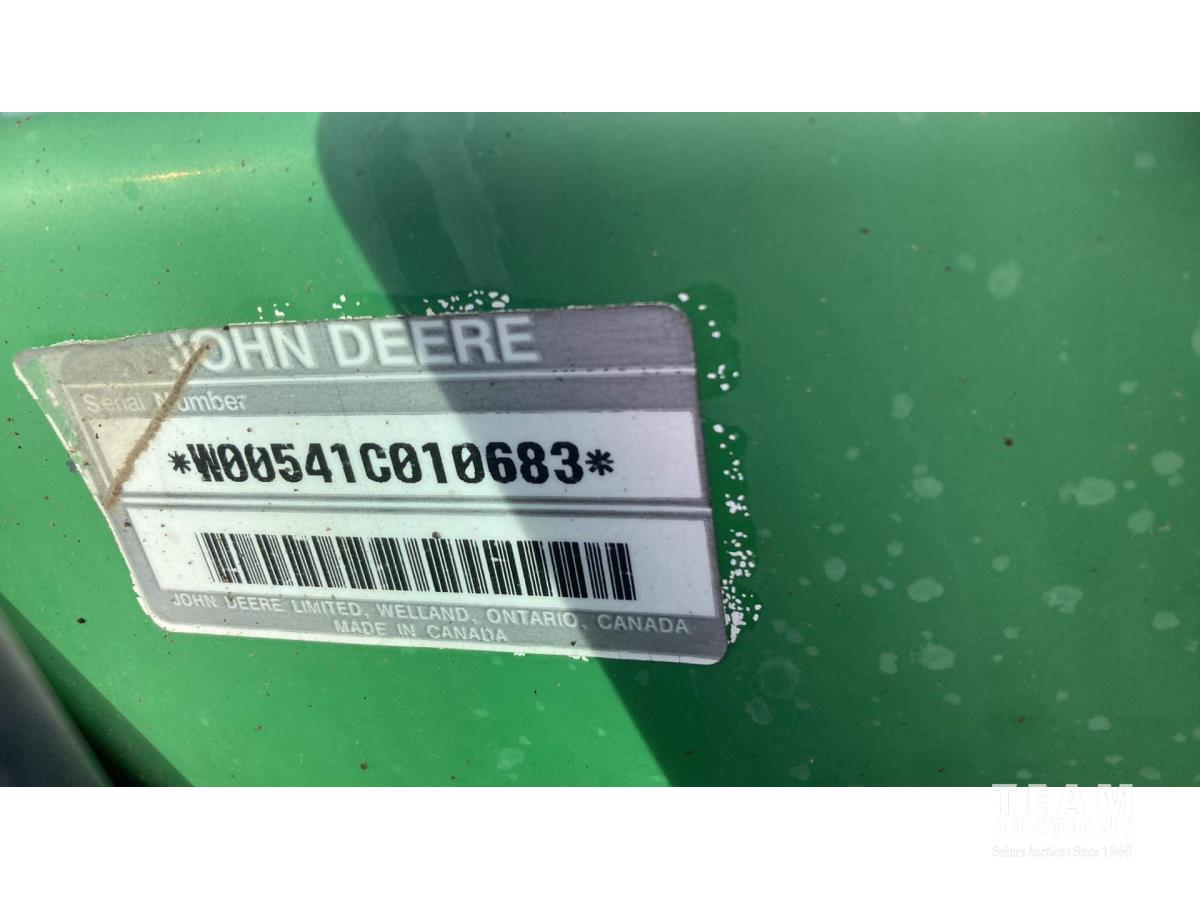 JOHN DEERE
Serial Number
*W00541C010683*
JOHN DEERE LIMITED, WELLAND, ONTARIO, CANADA
MADE IN CANADA
TEAM
AUCTIONS
Sekura Auctions Since 1966